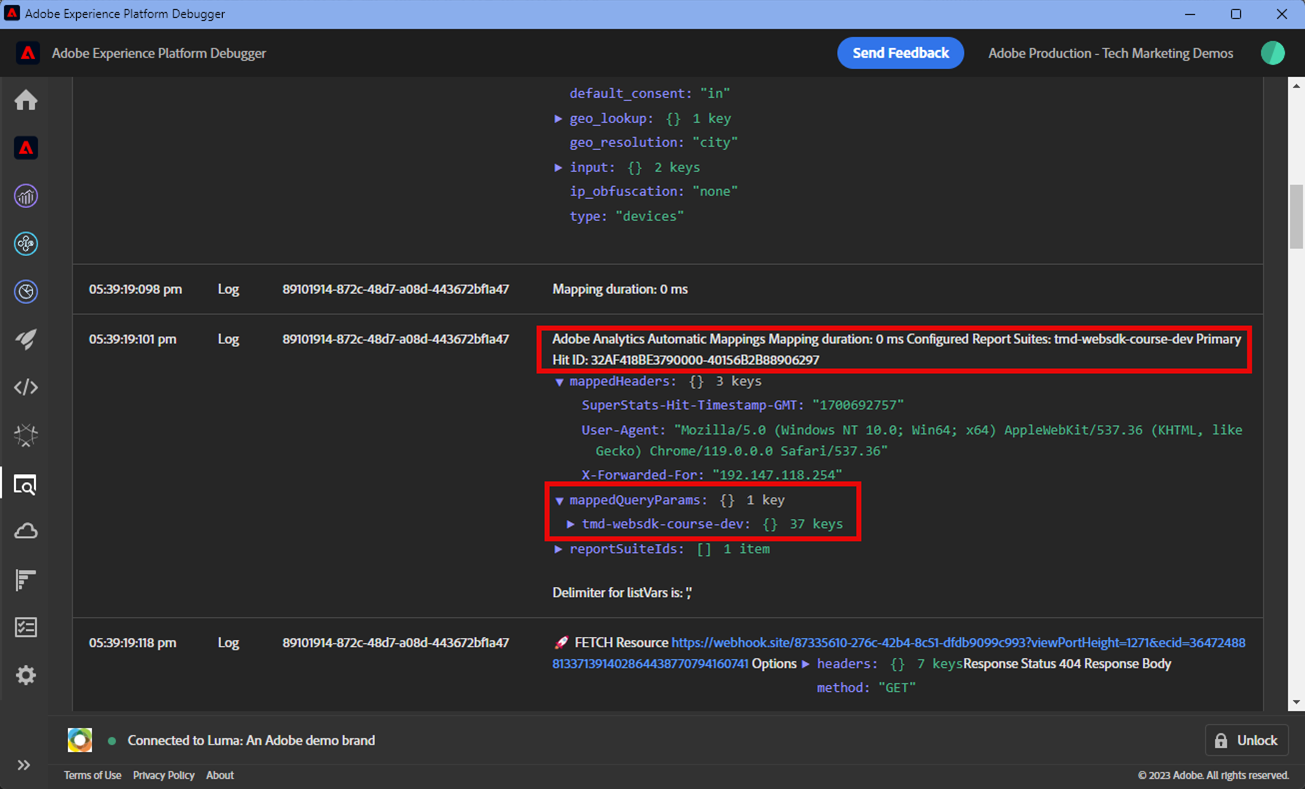 Adobe Experience Platform Debugger
Adobe Experience Platform Debugger
Send Feedback
Adobe Production - Tech Marketing Demos
default_consent: "in"
geo_lookup: {} 1 key
geo_resolution: "city"
input: {} 2 keys
ip_obfuscation: "none"
type: "devices"
05:39:19:098 pm Log 89101914-872c-48d7-a08d-443672bf1a47 Mapping duration: 0 ms
05:39:19:101 pm Log 89101914-872c-48d7-a08d-443672bf1a47 Adobe Analytics Automatic Mappings Mapping duration: 0 ms Configured Report Suites: tmd-websdk-course-dev Primary
Hit ID: 32AF418BE3790000-40156B2B88906297
mappedHeaders: {} 3 keys
SuperStats-Hit-Timestamp-GMT: "1700692757"
User-Agent: "Mozilla/5.0 (Windows NT 10.0; Win64; x64) AppleWebKit/537.36 (KHTML, like
Gecko) Chrome/119.0.0.0 Safari/537.36"
X-Forwarded-For: "192.147.118.254"
mappedQueryParams: {} 1 key
tmd-websdk-course-dev: {} 37 keys
reportSuiteIds: [] 1 item
Delimiter for listVars is: ','
05:39:19:118 pm Log 89101914-872c-48d7-a08d-443672bf1a47 🚀 FETCH Resource https://webhook.site/87335610-276c-42b4-8c51-dfdb9099c993?viewPortHeight=1271&ecid=36472488
813371391402864438770794160741 Options headers: {} 7 keysResponse Status 404 Response Body
method: "GET"
Connected to Luma: An Adobe demo brand
Unlock
Terms of Use Privacy Policy About
© 2023 Adobe. All rights reserved.